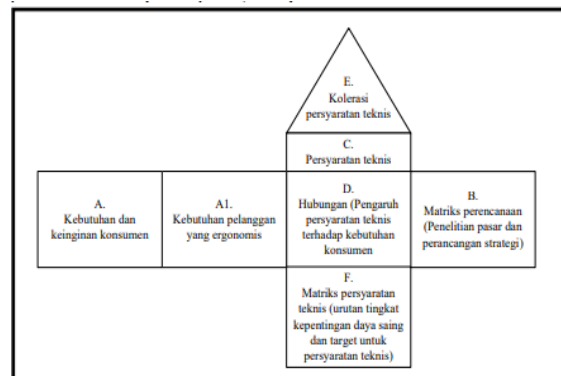 E.
Kolerasi
persyaratan teknis
C.
Persyaratan teknis
A.
Kebutuhan dan
keinginan konsumen
A1.
Kebutuhan pelanggan
yang ergonomis
D.
Hubungan (Pengaruh
persyaratan teknis
terhadap kebutuhan
konsumen
B.
Matriks perencanaan
(Penelitian pasar dan
perancangan strategi)
F.
Matriks persyaratan
teknis (urutan tingkat
kepentingan daya saing
dan target untuk
persyaratan teknis)